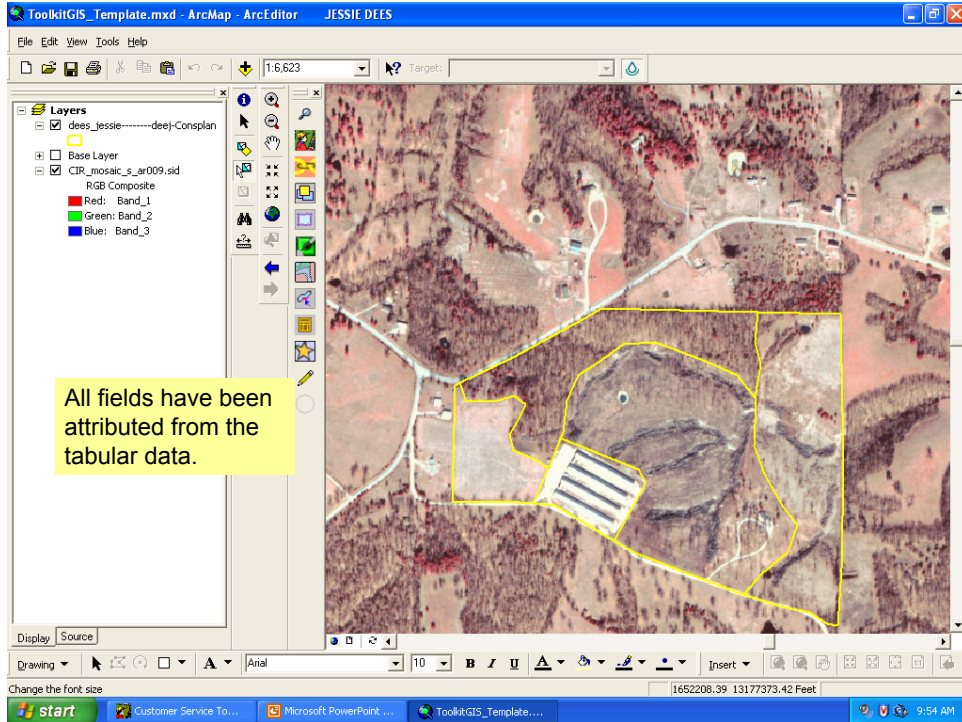 ToolkitGIS_Template.mxd - ArcMap - ArcEditor JESSIE DEES
File Edit View Tools Help
1:6,623
Target:
Layers
dees_jessie--------deej-Consplan
Base Layer
CIR_mosaic_s_ar009.sid
RGB Composite
Red: Band_1
Green: Band_2
Blue: Band_3
All fields have been
attributed from the
tabular data.
Display Source
Drawing A Arial 10 B I U A Insert
Change the font size
1652208.39 13177373.42 Feet
start Customer Service To... Microsoft PowerPoint ... ToolkitGIS_Template.... 9:54 AM